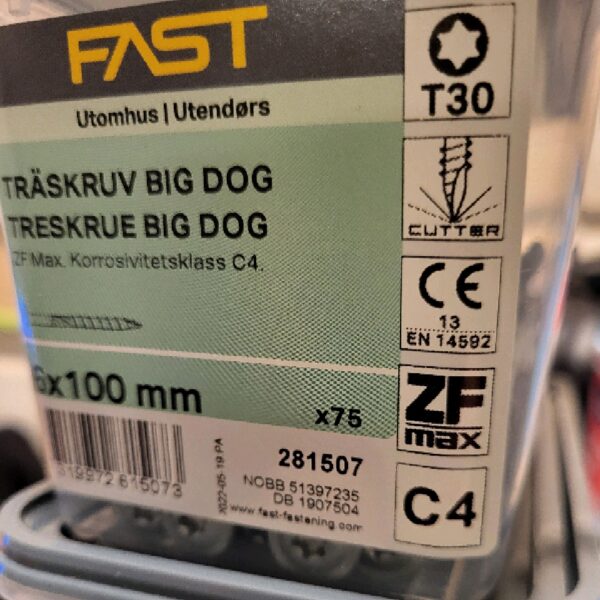 FAST
Utomhus | Utendørs
TRÄSKRUV BIG DOG
TRESKRUE BIG DOG
ZF Max. Korrosivitetsklass C4.
6x100 mm
x75
281507
NOBB 51397235
DB 1907504
www.fast-fastening.com
T30
CUTTER
CE
13
EN 14592
ZF
max
C4